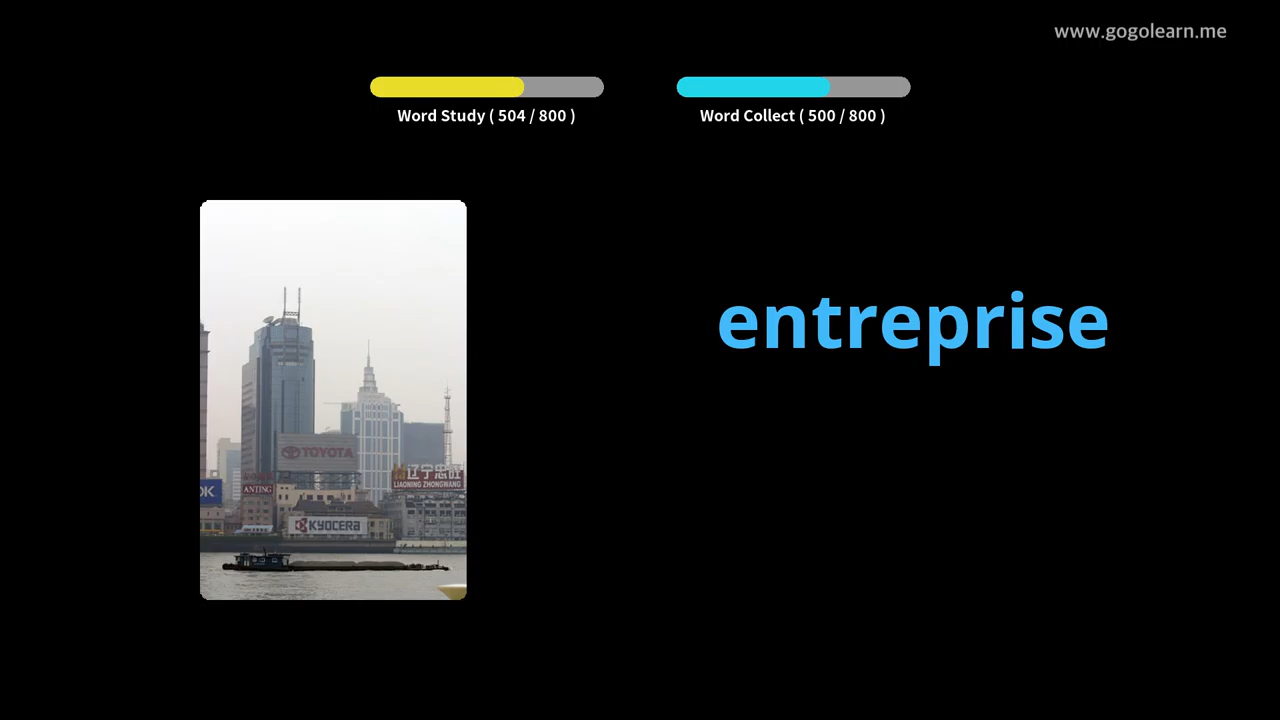 www.gogolearn.me
Word Study ( 504 / 800 )
Word Collect ( 500 / 800 )
entreprise
TOYOTA
辽宁忠旺
LIAONING ZHONGWANG
OK
ANTING
KYOCERA